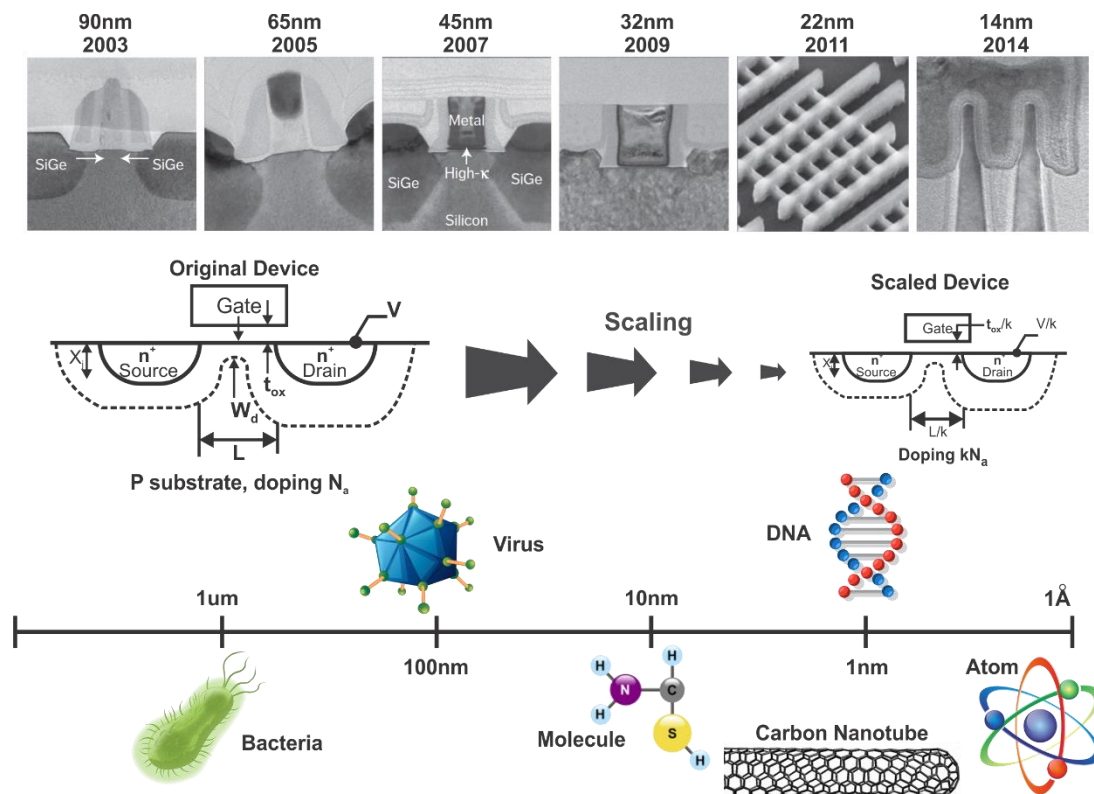 90nm 65nm 45nm 32nm 22nm 14nm
2003 2005 2007 2009 2011 2014
Metal
SiGe SiGe SiGe High-κ SiGe
Silicon
Original Device
Gate
V
X
n+
Source
n+
Drain
tox
Wd
L
P substrate, doping Na
Scaling
Scaled Device
Gate
tox/k
V/k
X
n+
Source
n+
Drain
L/k
Doping kNa
Virus
DNA
1um 10nm 1Å
100nm 1nm
Bacteria
H
H
N
C
H
S
H
Molecule
Carbon Nanotube
Atom